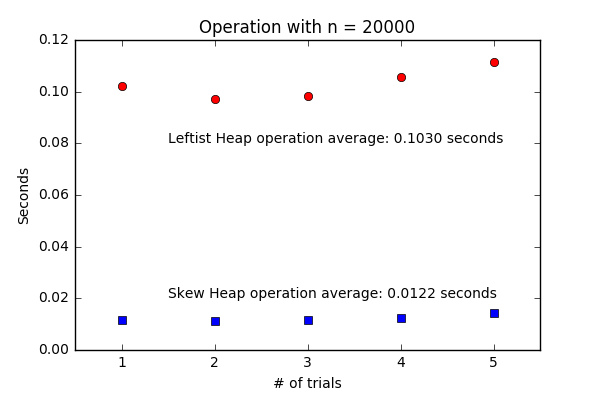 Operation with n = 20000
0.12
0.10
0.08
0.06
0.04
0.02
0.00
Seconds
Leftist Heap operation average: 0.1030 seconds
Skew Heap operation average: 0.0122 seconds
1 2 3 4 5
# of trials